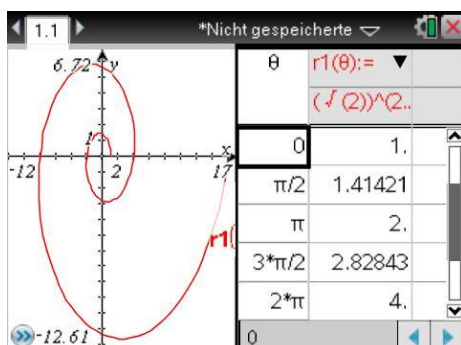 1.1 *Nicht gespeicherte
6.72 y
1
x
-12 2 17
r1(
-12.61
θ r1(θ):= ▼
(√(2))^(2..
0 1.
π/2 1.41421
π 2.
3*π/2 2.82843
2*π 4.
0